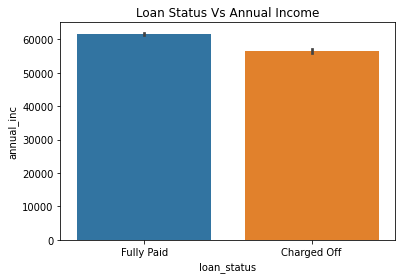 Loan Status Vs Annual Income
60000
50000
40000
30000
20000
10000
0
annual_inc
Fully Paid Charged Off
loan_status